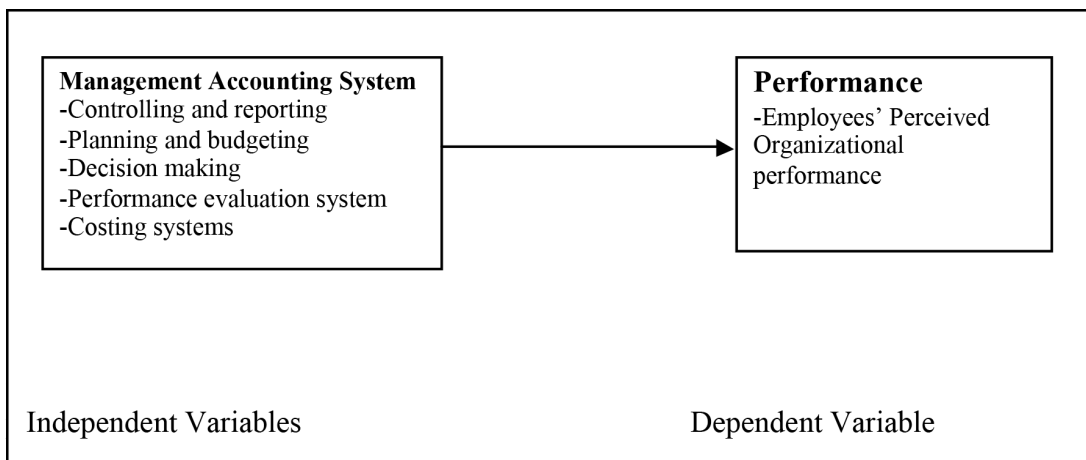 Management Accounting System
-Controlling and reporting
-Planning and budgeting
-Decision making
-Performance evaluation system
-Costing systems
Performance
-Employees’ Perceived
Organizational
performance
Independent Variables
Dependent Variable